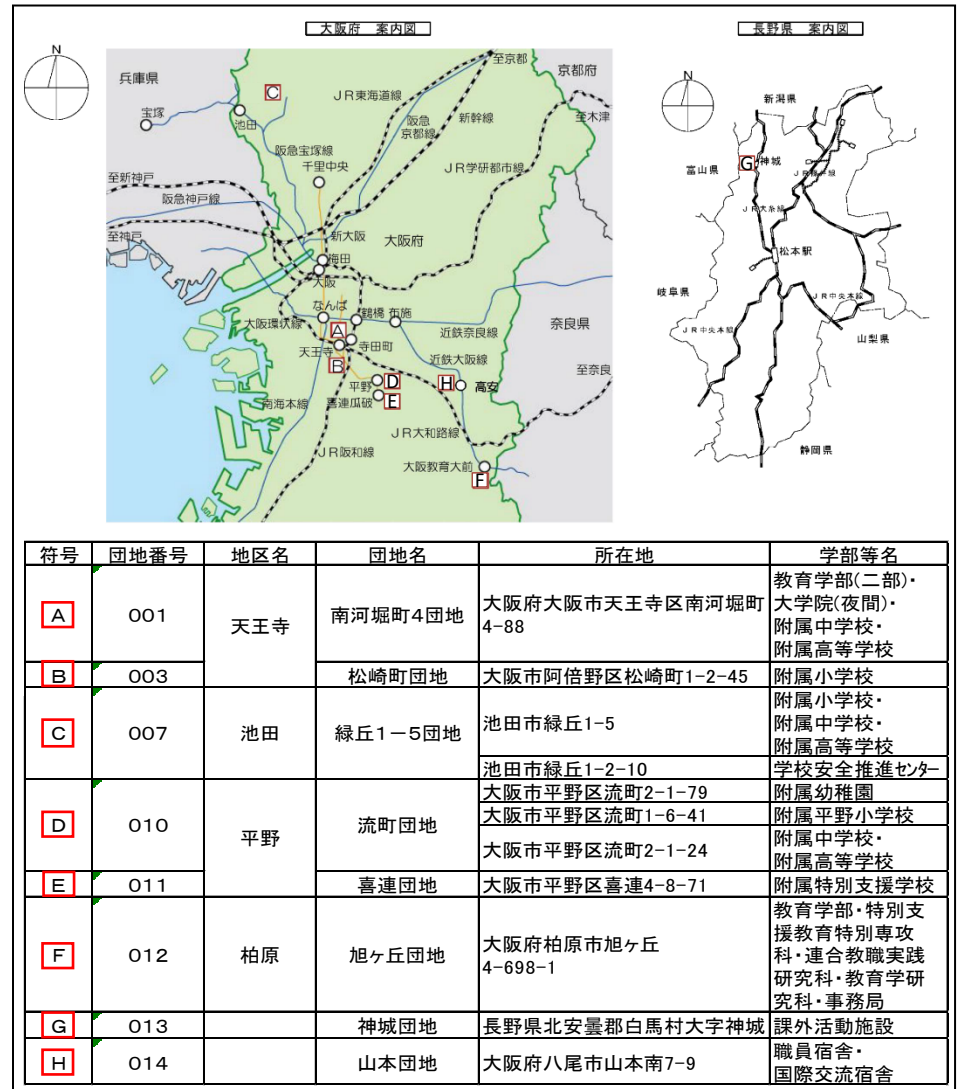 大阪府 案内図
長野県 案内図
N
兵庫県
宝塚
C
池田
至京都
京都府
JR東海道線
阪急
京都線
新幹線
至木津
阪急宝塚線
千里中央
JR学研都市線
至新神戸
阪急神戸線
至神戸
新大阪
大阪府
梅田
大阪
なんば
鶴橋
布施
大阪環状線
A
近鉄奈良線
奈良県
天王寺
寺田町
近鉄大阪線
B
至奈良
平野
D
H
高安
南海本線
喜連瓜破
E
JR大和路線
JR阪和線
大阪教育大前
F
N
新潟県
富山県
G
神城
JR大糸線
松本駅
岐阜県
JR中央本線
JR中央本線
山梨県
静岡県
符号 団地番号 地区名 団地名 所在地 学部等名
A 001 天王寺 南河堀町4団地 大阪府大阪市天王寺区南河堀町
4-88
教育学部(二部)・
大学院(夜間)・
附属中学校・
附属高等学校
B 003 松崎町団地 大阪市阿倍野区松崎町1-2-45 附属小学校
C 007 池田 緑丘1-5団地 池田市緑丘1-5
附属小学校・
附属中学校・
附属高等学校
池田市緑丘1-2-10 学校安全推進センター
D 010 平野 流町団地 大阪市平野区流町2-1-79 附属幼稚園
大阪市平野区流町1-6-41 附属平野小学校
大阪市平野区流町2-1-24 附属中学校・
附属高等学校
E 011 喜連団地 大阪市平野区喜連4-8-71 附属特別支援学校
F 012 柏原 旭ヶ丘団地 大阪府柏原市旭ヶ丘
4-698-1
教育学部・特別支
援教育特別専攻
科・連合教職実践
研究科・教育学研
究科・事務局
G 013 神城団地 長野県北安曇郡白馬村大字神城 課外活動施設
H 014 山本団地 大阪府八尾市山本南7-9 職員宿舎・
国際交流宿舎